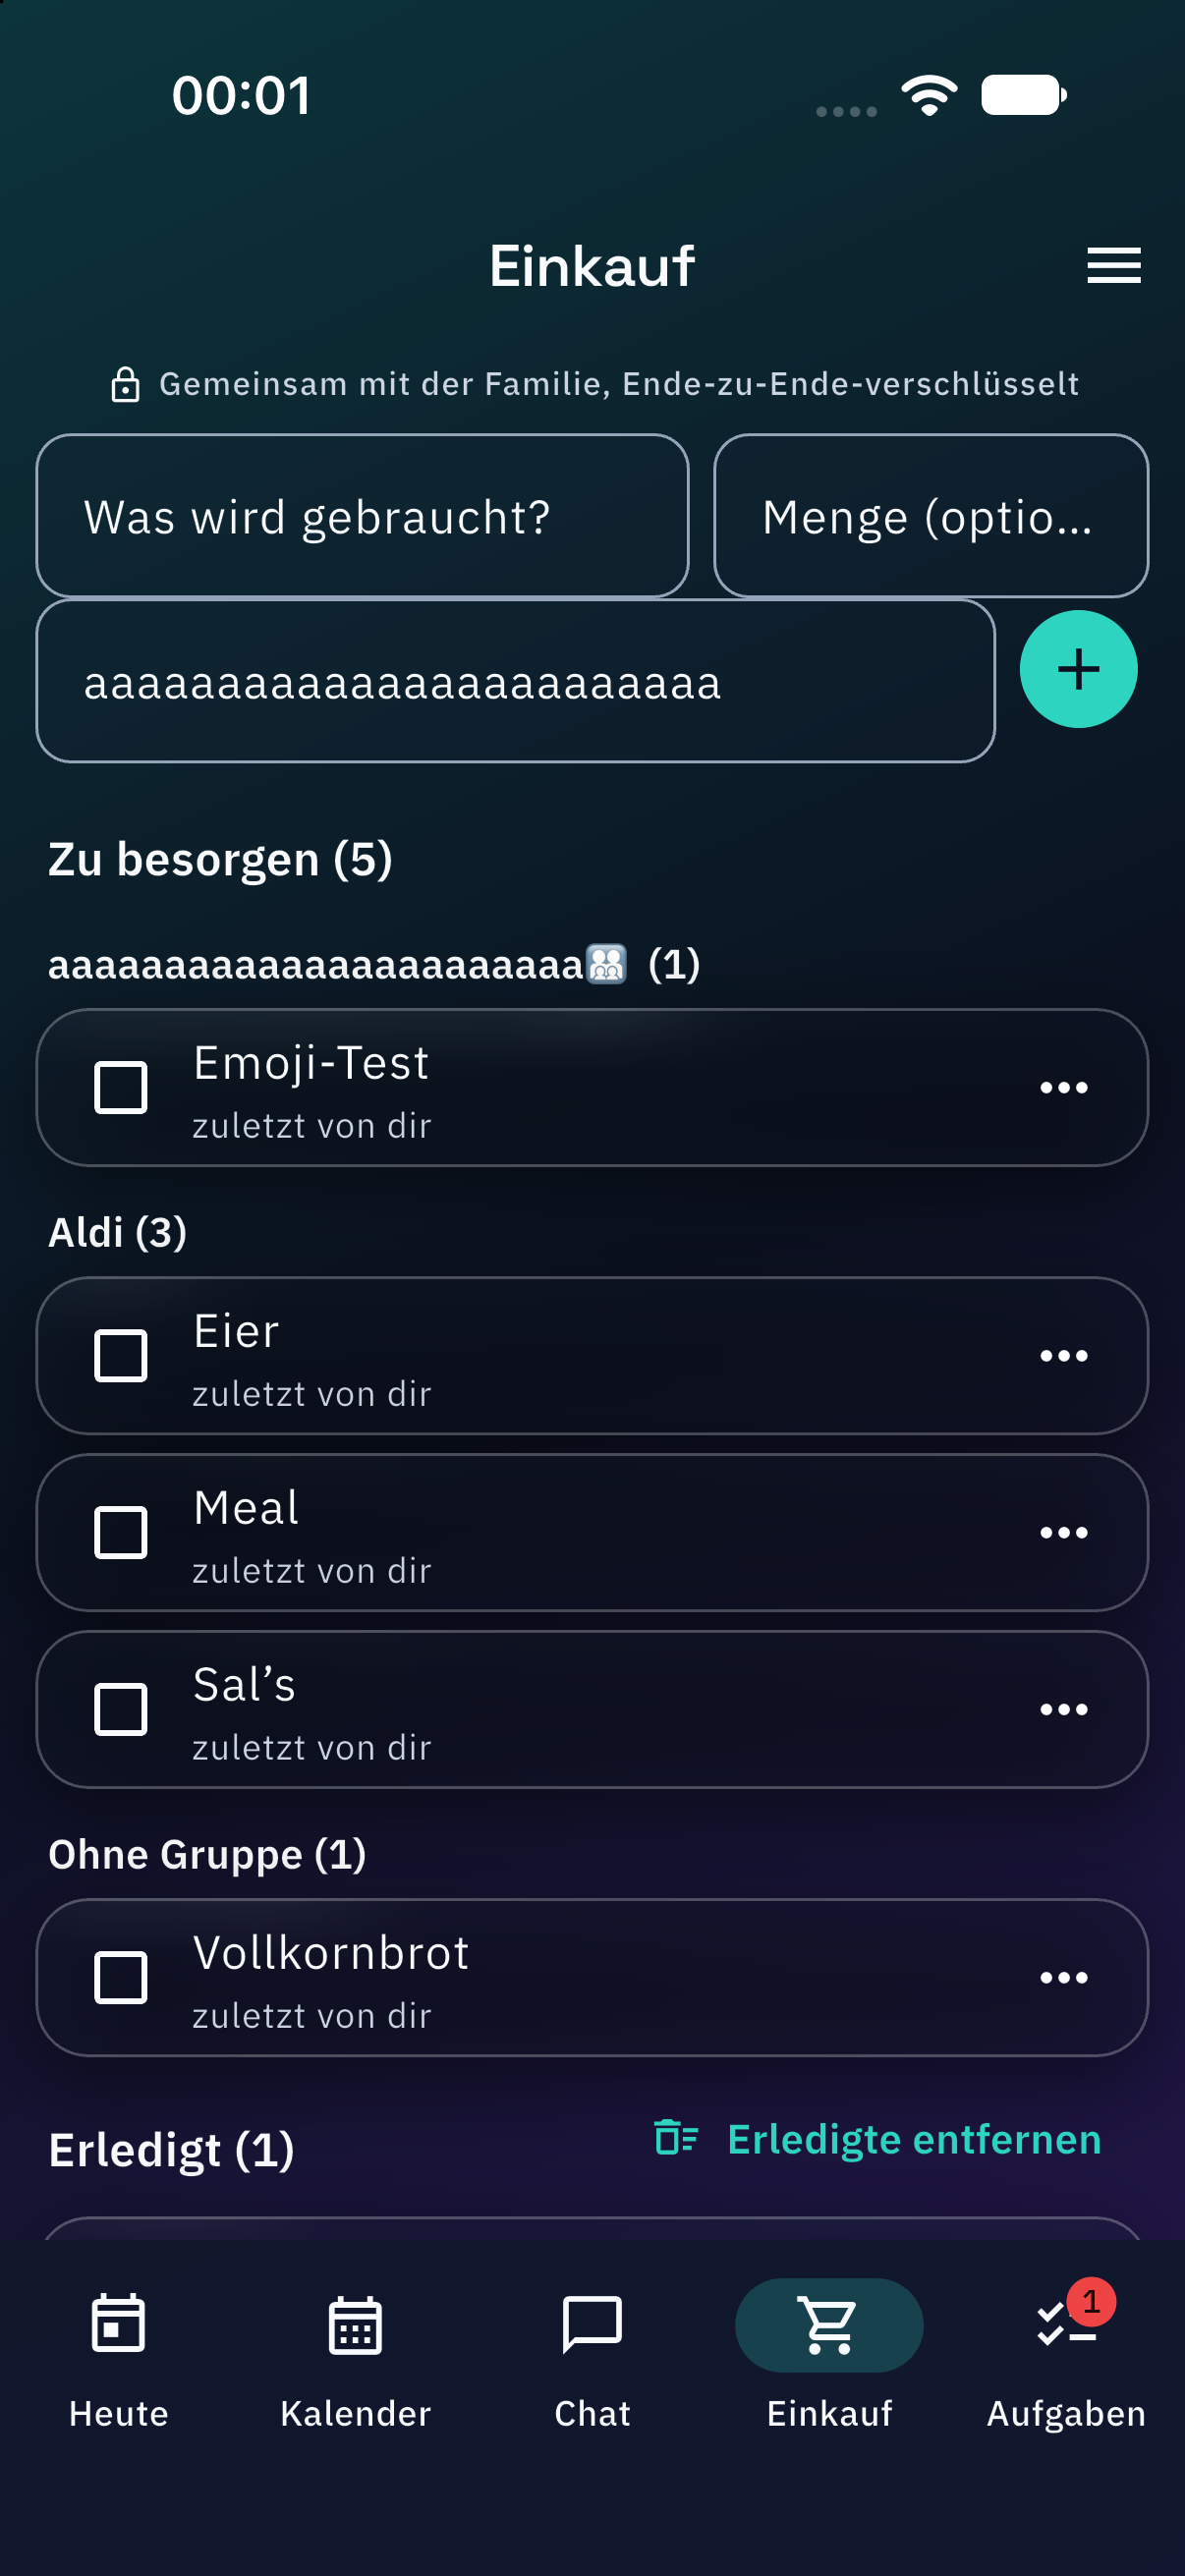 00:01
Einkauf
Gemeinsam mit der Familie, Ende-zu-Ende-verschlüsselt
Was wird gebraucht?
Menge (optio...
aaaaaaaaaaaaaaaaaaaaaaaa
Zu besorgen (5)
aaaaaaaaaaaaaaaaaaaaaaa👨‍👩‍👧‍👦 (1)
Emoji-Test
zuletzt von dir
Aldi (3)
Eier
zuletzt von dir
Meal
zuletzt von dir
Sal’s
zuletzt von dir
Ohne Gruppe (1)
Vollkornbrot
zuletzt von dir
Erledigt (1)
Erledigte entfernen
1
Heute
Kalender
Chat
Einkauf
Aufgaben